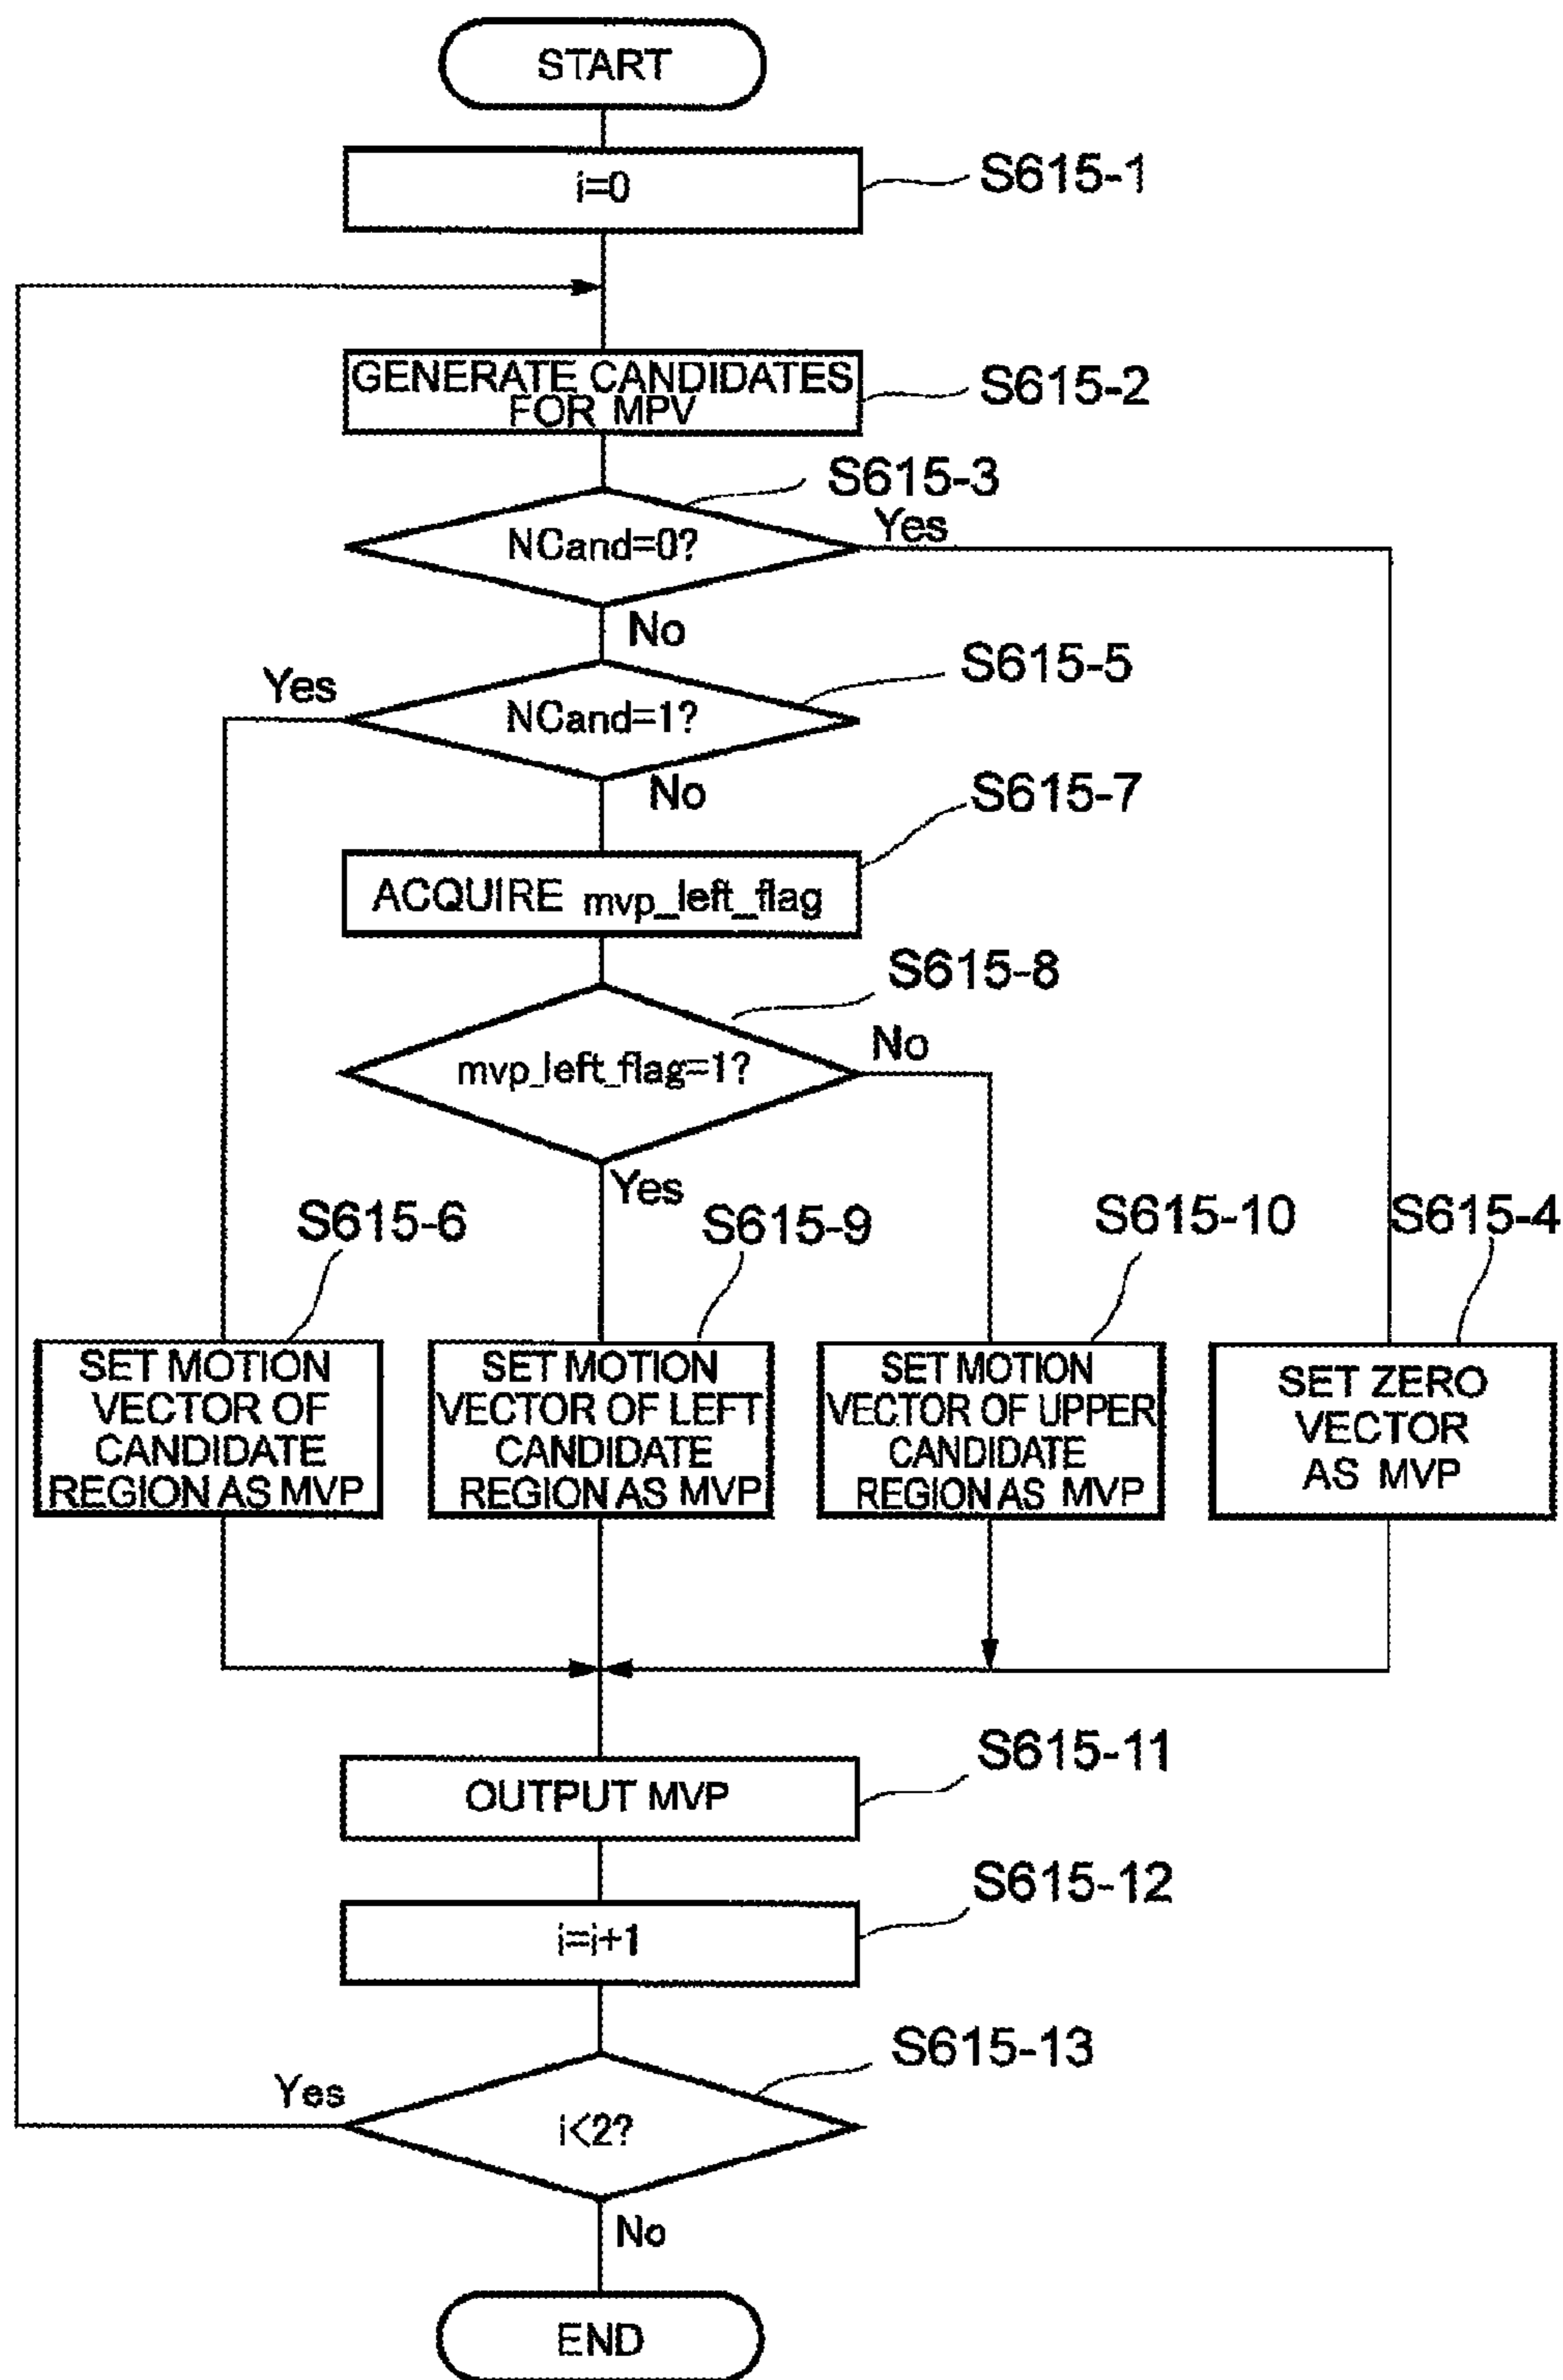 START
i=0
S615-1
GENERATE CANDIDATES
FOR MPV
S615-2
S615-3
NCand=0?
Yes
No
S615-5
Yes
NCand=1?
No
S615-7
ACQUIRE mvp_left_flag
S615-8
mvp_left_flag=1?
No
Yes
S615-6
S615-9
S615-10
S615-4
SET MOTION
VECTOR OF
CANDIDATE
REGION AS MVP
SET MOTION
VECTOR OF LEFT
CANDIDATE
REGION AS MVP
SET MOTION
VECTOR OF UPPER
CANDIDATE
REGION AS MVP
SET ZERO
VECTOR
AS MVP
S615-11
OUTPUT MVP
S615-12
i=i+1
S615-13
Yes
i<2?
No
END